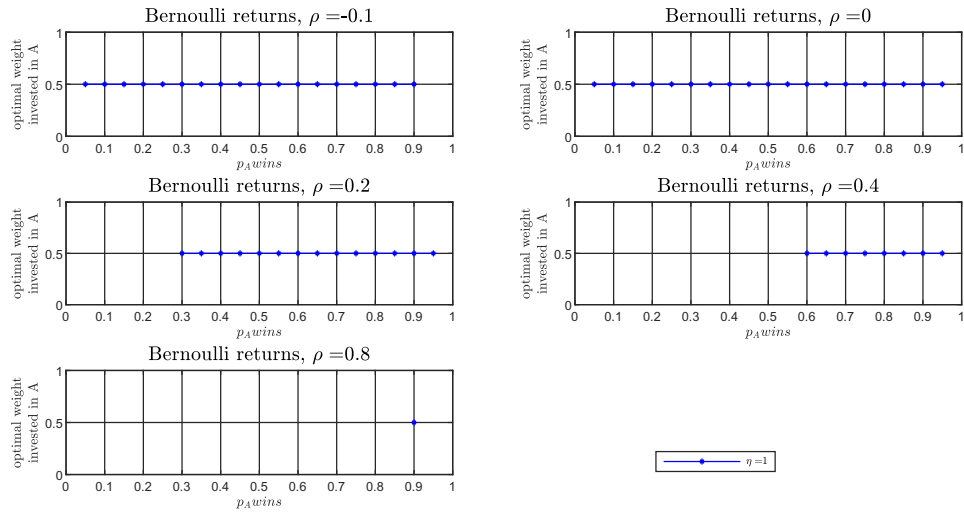 Bernoulli returns, ρ =-0.1
optimal weight
invested in A
1
0.5
0
0 0.1 0.2 0.3 0.4 0.5 0.6 0.7 0.8 0.9 1
p_A wins
Bernoulli returns, ρ =0
optimal weight
invested in A
1
0.5
0
0 0.1 0.2 0.3 0.4 0.5 0.6 0.7 0.8 0.9 1
p_A wins
Bernoulli returns, ρ =0.2
optimal weight
invested in A
1
0.5
0
0 0.1 0.2 0.3 0.4 0.5 0.6 0.7 0.8 0.9 1
p_A wins
Bernoulli returns, ρ =0.4
optimal weight
invested in A
1
0.5
0
0 0.1 0.2 0.3 0.4 0.5 0.6 0.7 0.8 0.9 1
p_A wins
Bernoulli returns, ρ =0.8
optimal weight
invested in A
1
0.5
0
0 0.1 0.2 0.3 0.4 0.5 0.6 0.7 0.8 0.9 1
p_A wins
η =1